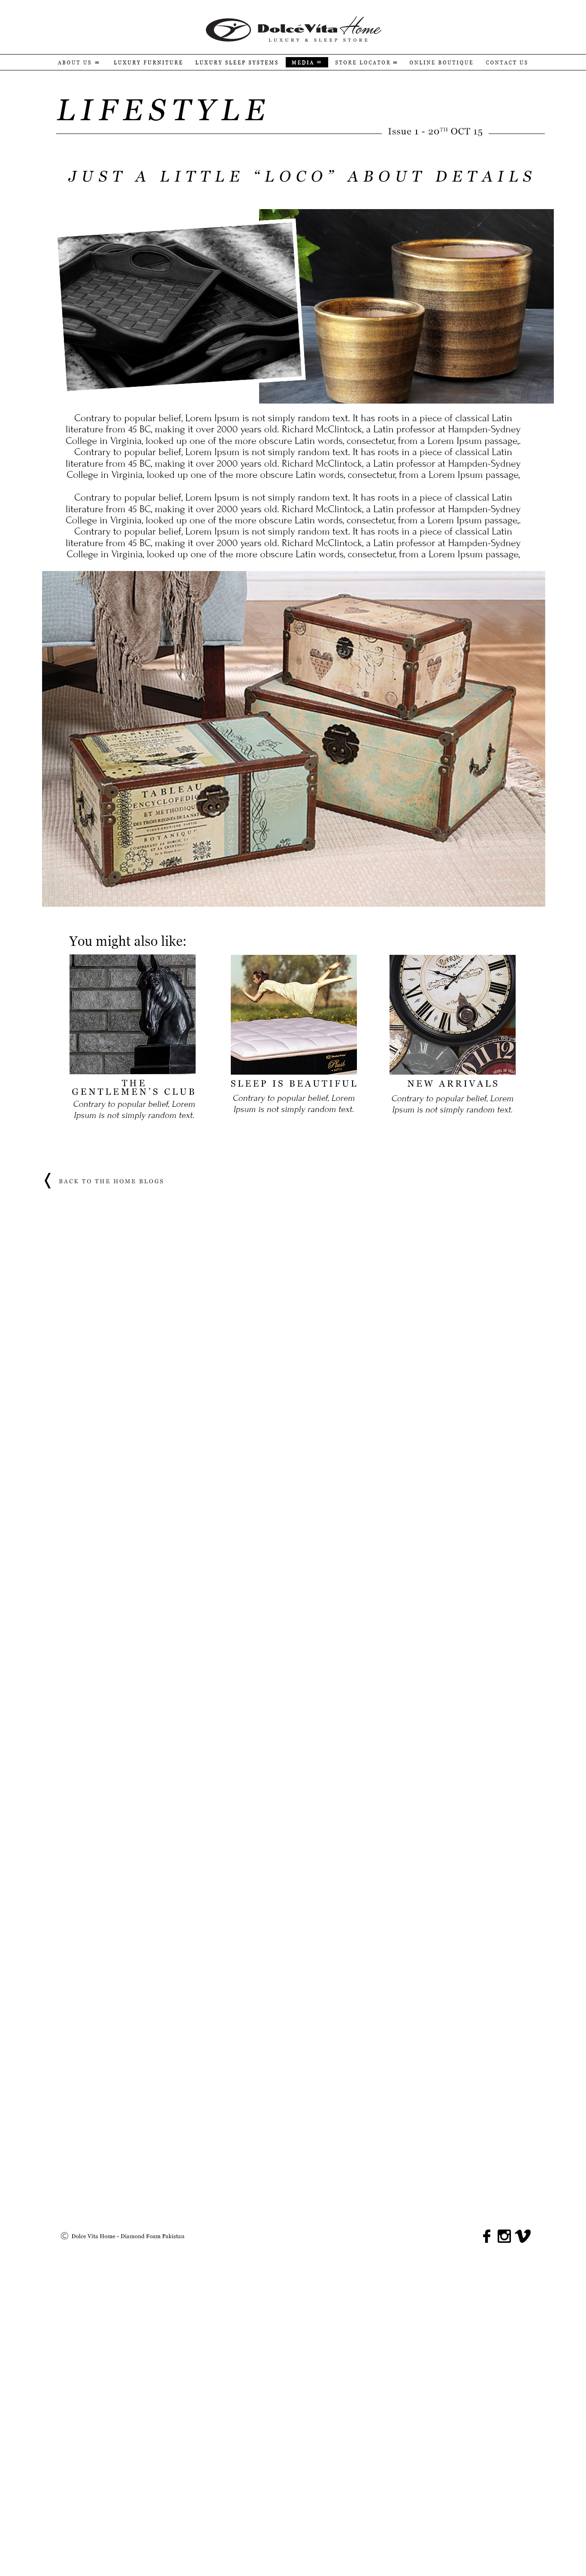 DolceVita Home
LUXURY & SLEEP STORE
ABOUT US LUXURY FURNITURE LUXURY SLEEP SYSTEMS MEDIA STORE LOCATOR ONLINE BOUTIQUE CONTACT US
LIFESTYLE
Issue 1 - 20TH OCT 15
JUST A LITTLE “LOCO” ABOUT DETAILS
Contrary to popular belief, Lorem Ipsum is not simply random text. It has roots in a piece of classical Latin
literature from 45 BC, making it over 2000 years old. Richard McClintock, a Latin professor at Hampden-Sydney
College in Virginia, looked up one of the more obscure Latin words, consectetur, from a Lorem Ipsum passage,.
Contrary to popular belief, Lorem Ipsum is not simply random text. It has roots in a piece of classical Latin
literature from 45 BC, making it over 2000 years old. Richard McClintock, a Latin professor at Hampden-Sydney
College in Virginia, looked up one of the more obscure Latin words, consectetur, from a Lorem Ipsum passage,
Contrary to popular belief, Lorem Ipsum is not simply random text. It has roots in a piece of classical Latin
literature from 45 BC, making it over 2000 years old. Richard McClintock, a Latin professor at Hampden-Sydney
College in Virginia, looked up one of the more obscure Latin words, consectetur, from a Lorem Ipsum passage,.
Contrary to popular belief, Lorem Ipsum is not simply random text. It has roots in a piece of classical Latin
literature from 45 BC, making it over 2000 years old. Richard McClintock, a Latin professor at Hampden-Sydney
College in Virginia, looked up one of the more obscure Latin words, consectetur, from a Lorem Ipsum passage,
TABLEAU
ENCYCLOPEDIQ
ET METHODIQU
DES TROIS REGNES DE LA NAT
BOTANIQU
You might also like:
THE
GENTLEMEN'S CLUB
Contrary to popular belief, Lorem
Ipsum is not simply random text.
SLEEP IS BEAUTIFUL
Contrary to popular belief, Lorem
Ipsum is not simply random text.
NEW ARRIVALS
Contrary to popular belief, Lorem
Ipsum is not simply random text.
BACK TO THE HOME BLOGS
© Dolce Vita Home - Diamond Foam Pakistan